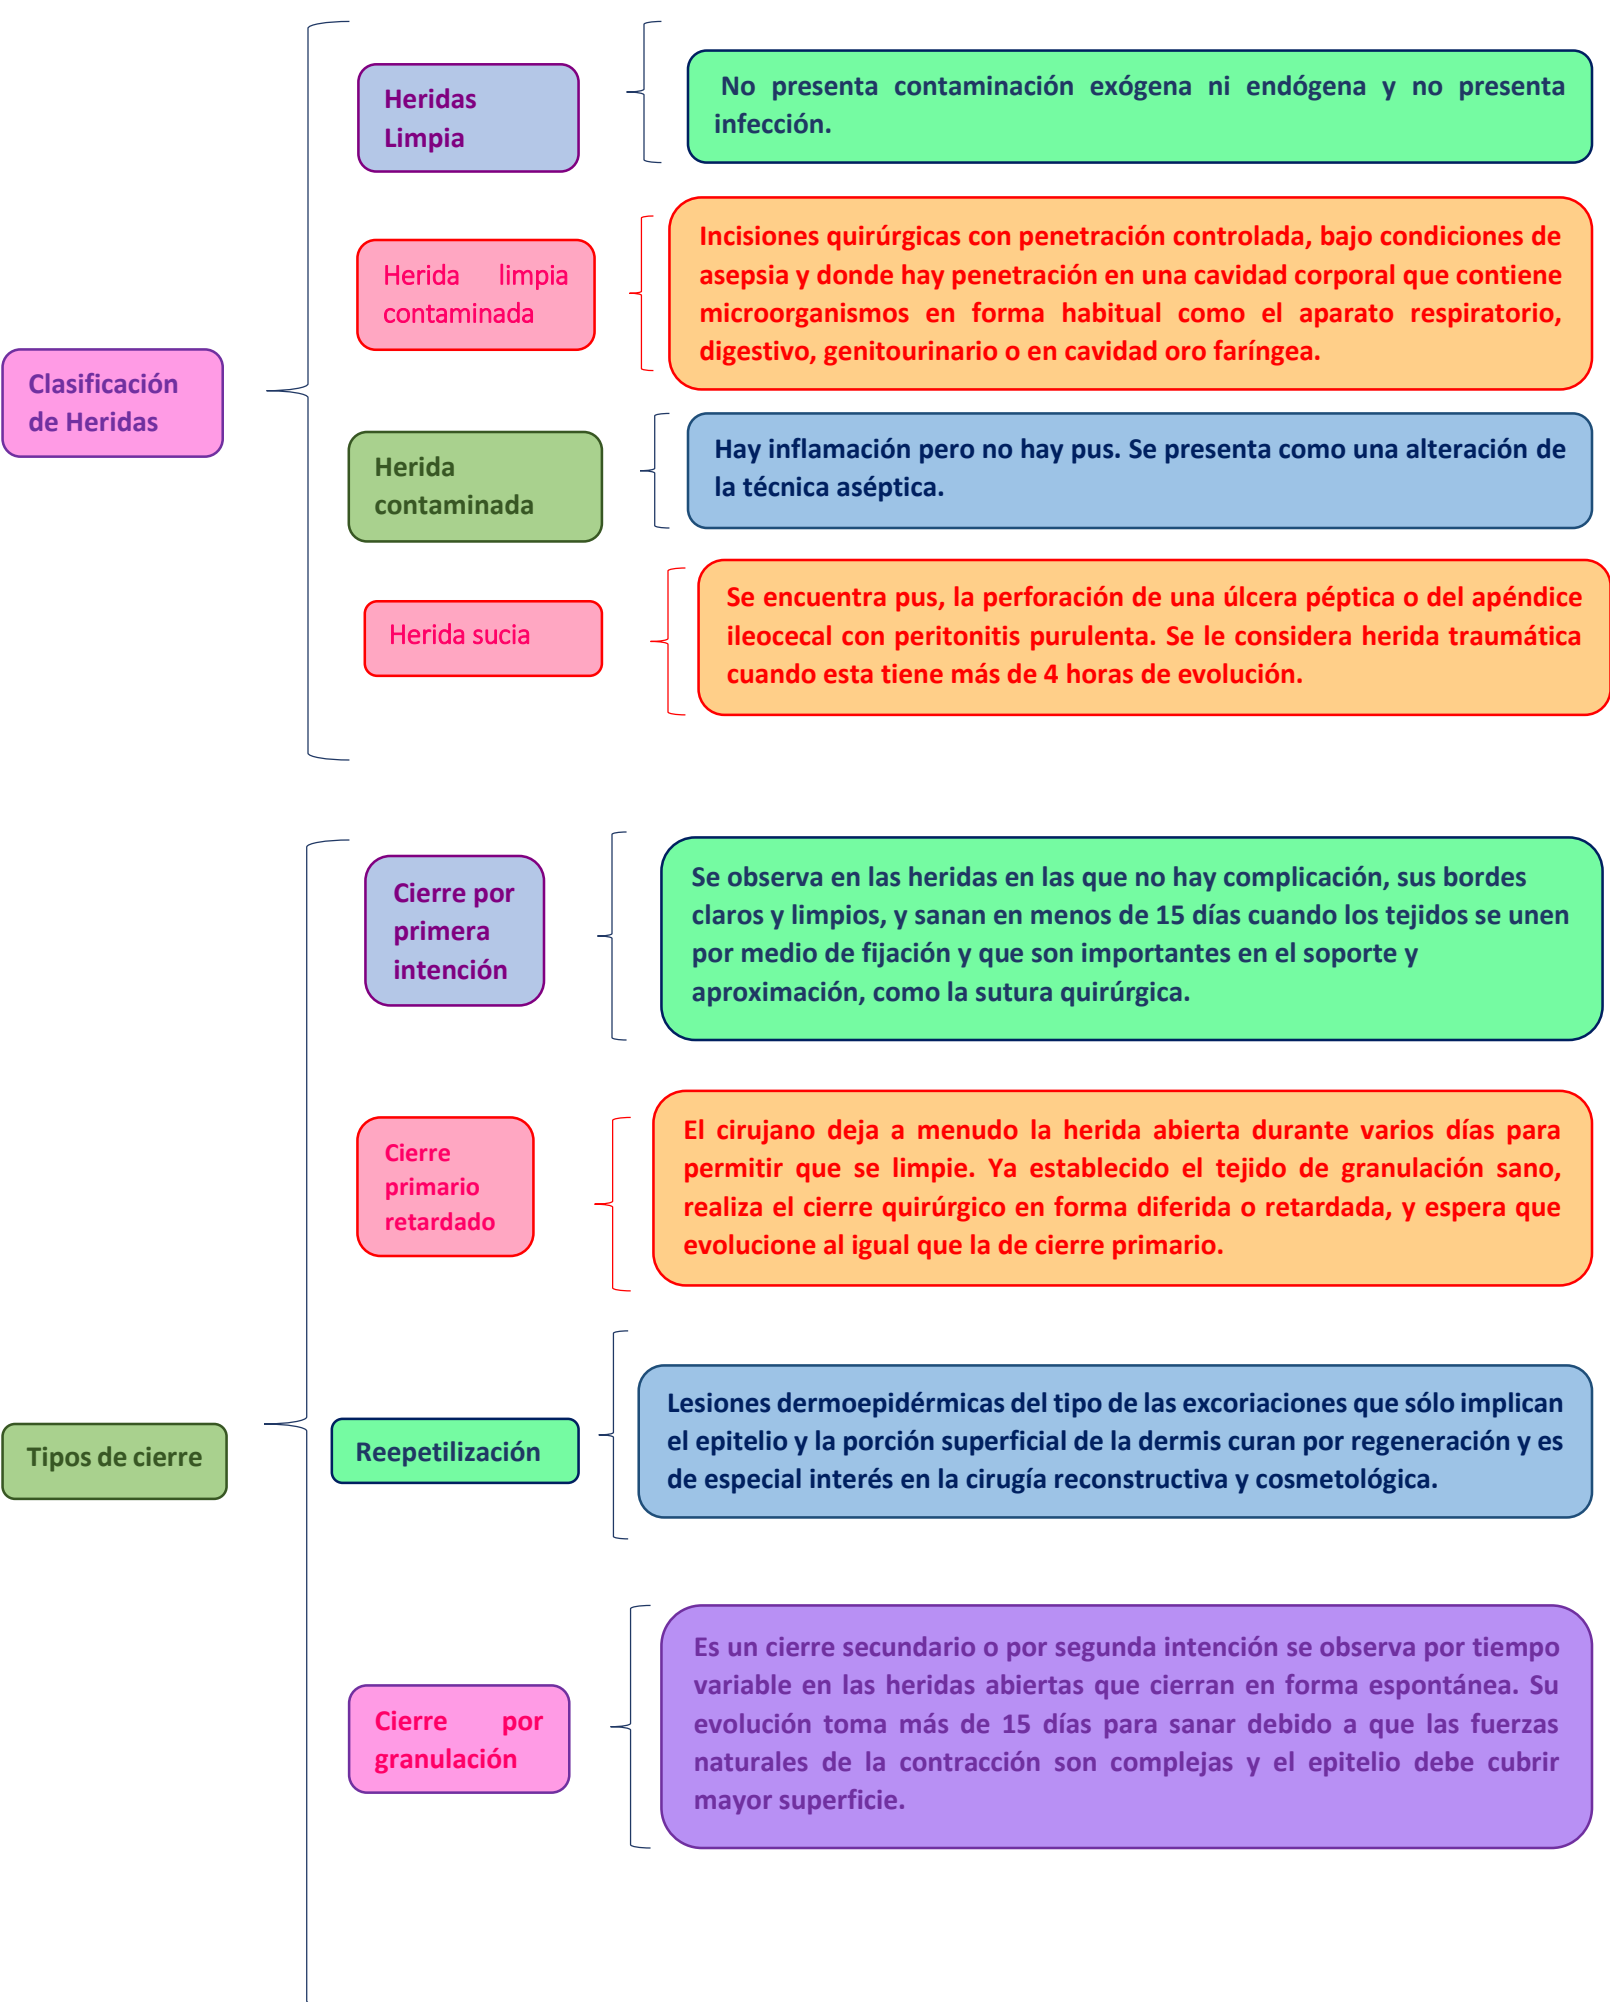 Clasificación
de Heridas
Heridas
Limpia
No presenta contaminación exógena ni endógena y no presenta
infección.
Herida limpia
contaminada
Incisiones quirúrgicas con penetración controlada, bajo condiciones de
asepsia y donde hay penetración en una cavidad corporal que contiene
microorganismos en forma habitual como el aparato respiratorio,
digestivo, genitourinario o en cavidad oro faríngea.
Herida
contaminada
Hay inflamación pero no hay pus. Se presenta como una alteración de
la técnica aséptica.
Herida sucia
Se encuentra pus, la perforación de una úlcera péptica o del apéndice
ileocecal con peritonitis purulenta. Se le considera herida traumática
cuando esta tiene más de 4 horas de evolución.
Tipos de cierre
Cierre por
primera
intención
Se observa en las heridas en las que no hay complicación, sus bordes
claros y limpios, y sanan en menos de 15 días cuando los tejidos se unen
por medio de fijación y que son importantes en el soporte y
aproximación, como la sutura quirúrgica.
Cierre
primario
retardado
El cirujano deja a menudo la herida abierta durante varios días para
permitir que se limpie. Ya establecido el tejido de granulación sano,
realiza el cierre quirúrgico en forma diferida o retardada, y espera que
evolucione al igual que la de cierre primario.
Reepetilización
Lesiones dermoepidérmicas del tipo de las excoriaciones que sólo implican
el epitelio y la porción superficial de la dermis curan por regeneración y es
de especial interés en la cirugía reconstructiva y cosmetológica.
Cierre por
granulación
Es un cierre secundario o por segunda intención se observa por tiempo
variable en las heridas abiertas que cierran en forma espontánea. Su
evolución toma más de 15 días para sanar debido a que las fuerzas
naturales de la contracción son complejas y el epitelio debe cubrir
mayor superficie.